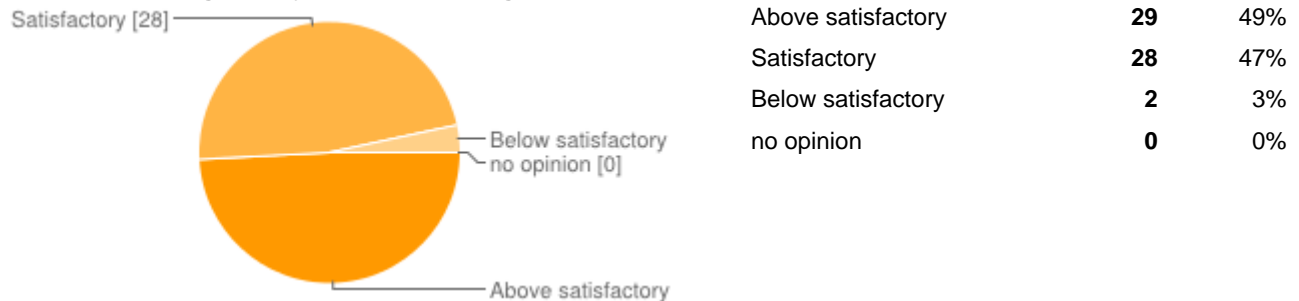 Satisfactory [28]
Below satisfactory
no opinion [0]
Above satisfactory
Above satisfactory 29 49%
Satisfactory 28 47%
Below satisfactory 2 3%
no opinion 0 0%